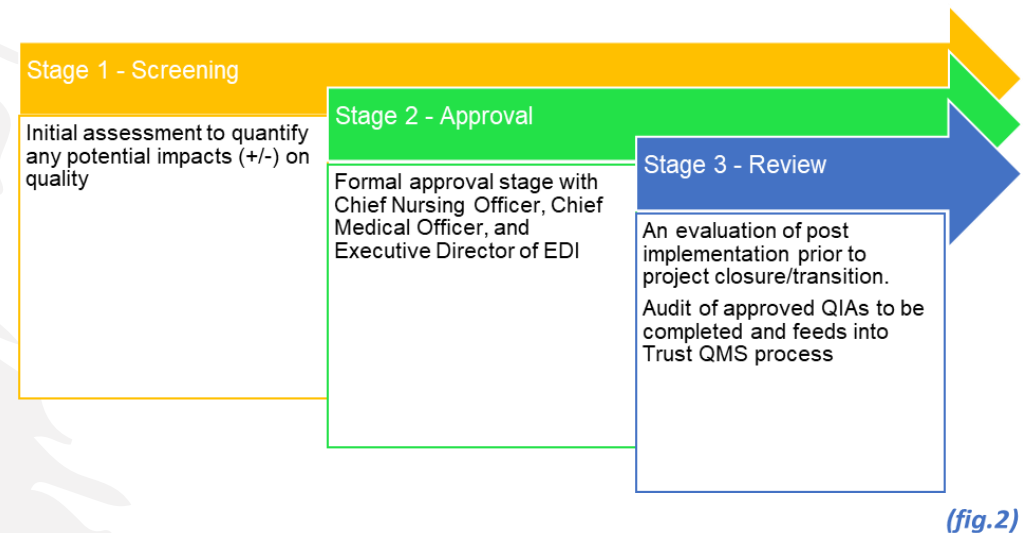 Stage 1 - Screening
Initial assessment to quantify
any potential impacts (+/-) on
quality
Stage 2 - Approval
Formal approval stage with
Chief Nursing Officer, Chief
Medical Officer, and
Executive Director of EDI
Stage 3 - Review
An evaluation of post
implementation prior to
project closure/transition.
Audit of approved QIAs to be
completed and feeds into
Trust QMS process
(fig.2)